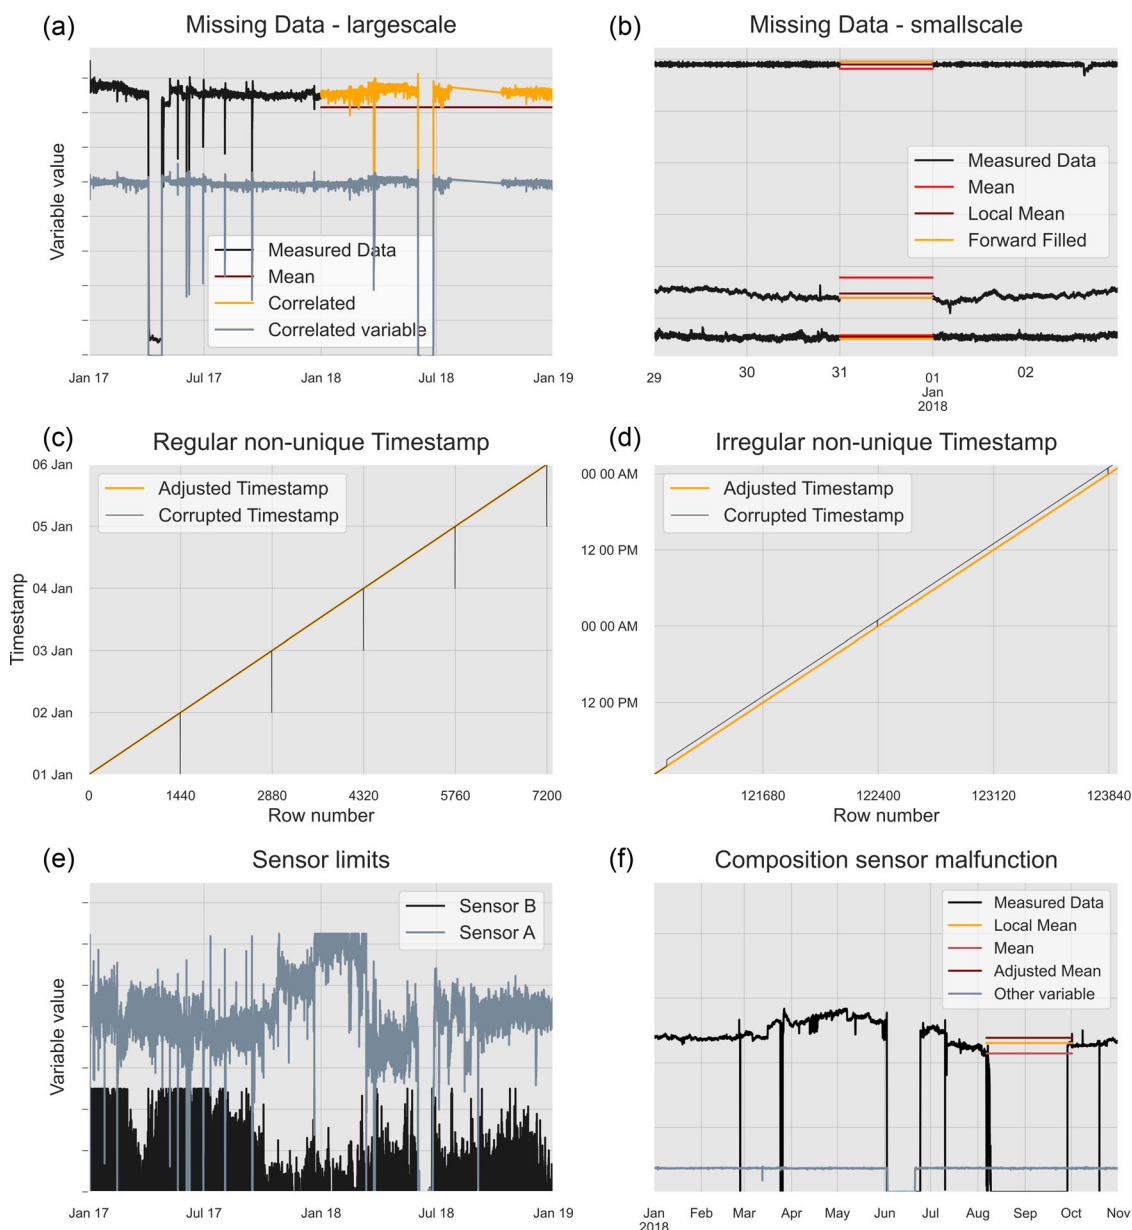 (a) Missing Data - largescale
Variable value
Measured Data
Mean
Correlated
Correlated variable
Jan 17 Jul 17 Jan 18 Jul 18 Jan 19
(b) Missing Data - smallscale
Measured Data
Mean
Local Mean
Forward Filled
29 30 31 01 02
Jan
2018
(c) Regular non-unique Timestamp
Timestamp
06 Jan
05 Jan
04 Jan
03 Jan
02 Jan
01 Jan
Adjusted Timestamp
Corrupted Timestamp
0 1440 2880 4320 5760 7200
Row number
(d) Irregular non-unique Timestamp
00 00 AM
12 00 PM
00 00 AM
12 00 PM
Adjusted Timestamp
Corrupted Timestamp
121680 122400 123120 123840
Row number
(e) Sensor limits
Variable value
Sensor B
Sensor A
Jan 17 Jul 17 Jan 18 Jul 18 Jan 19
(f) Composition sensor malfunction
Measured Data
Local Mean
Mean
Adjusted Mean
Other variable
Jan Feb Mar Apr May Jun Jul Aug Sep Oct Nov
2018